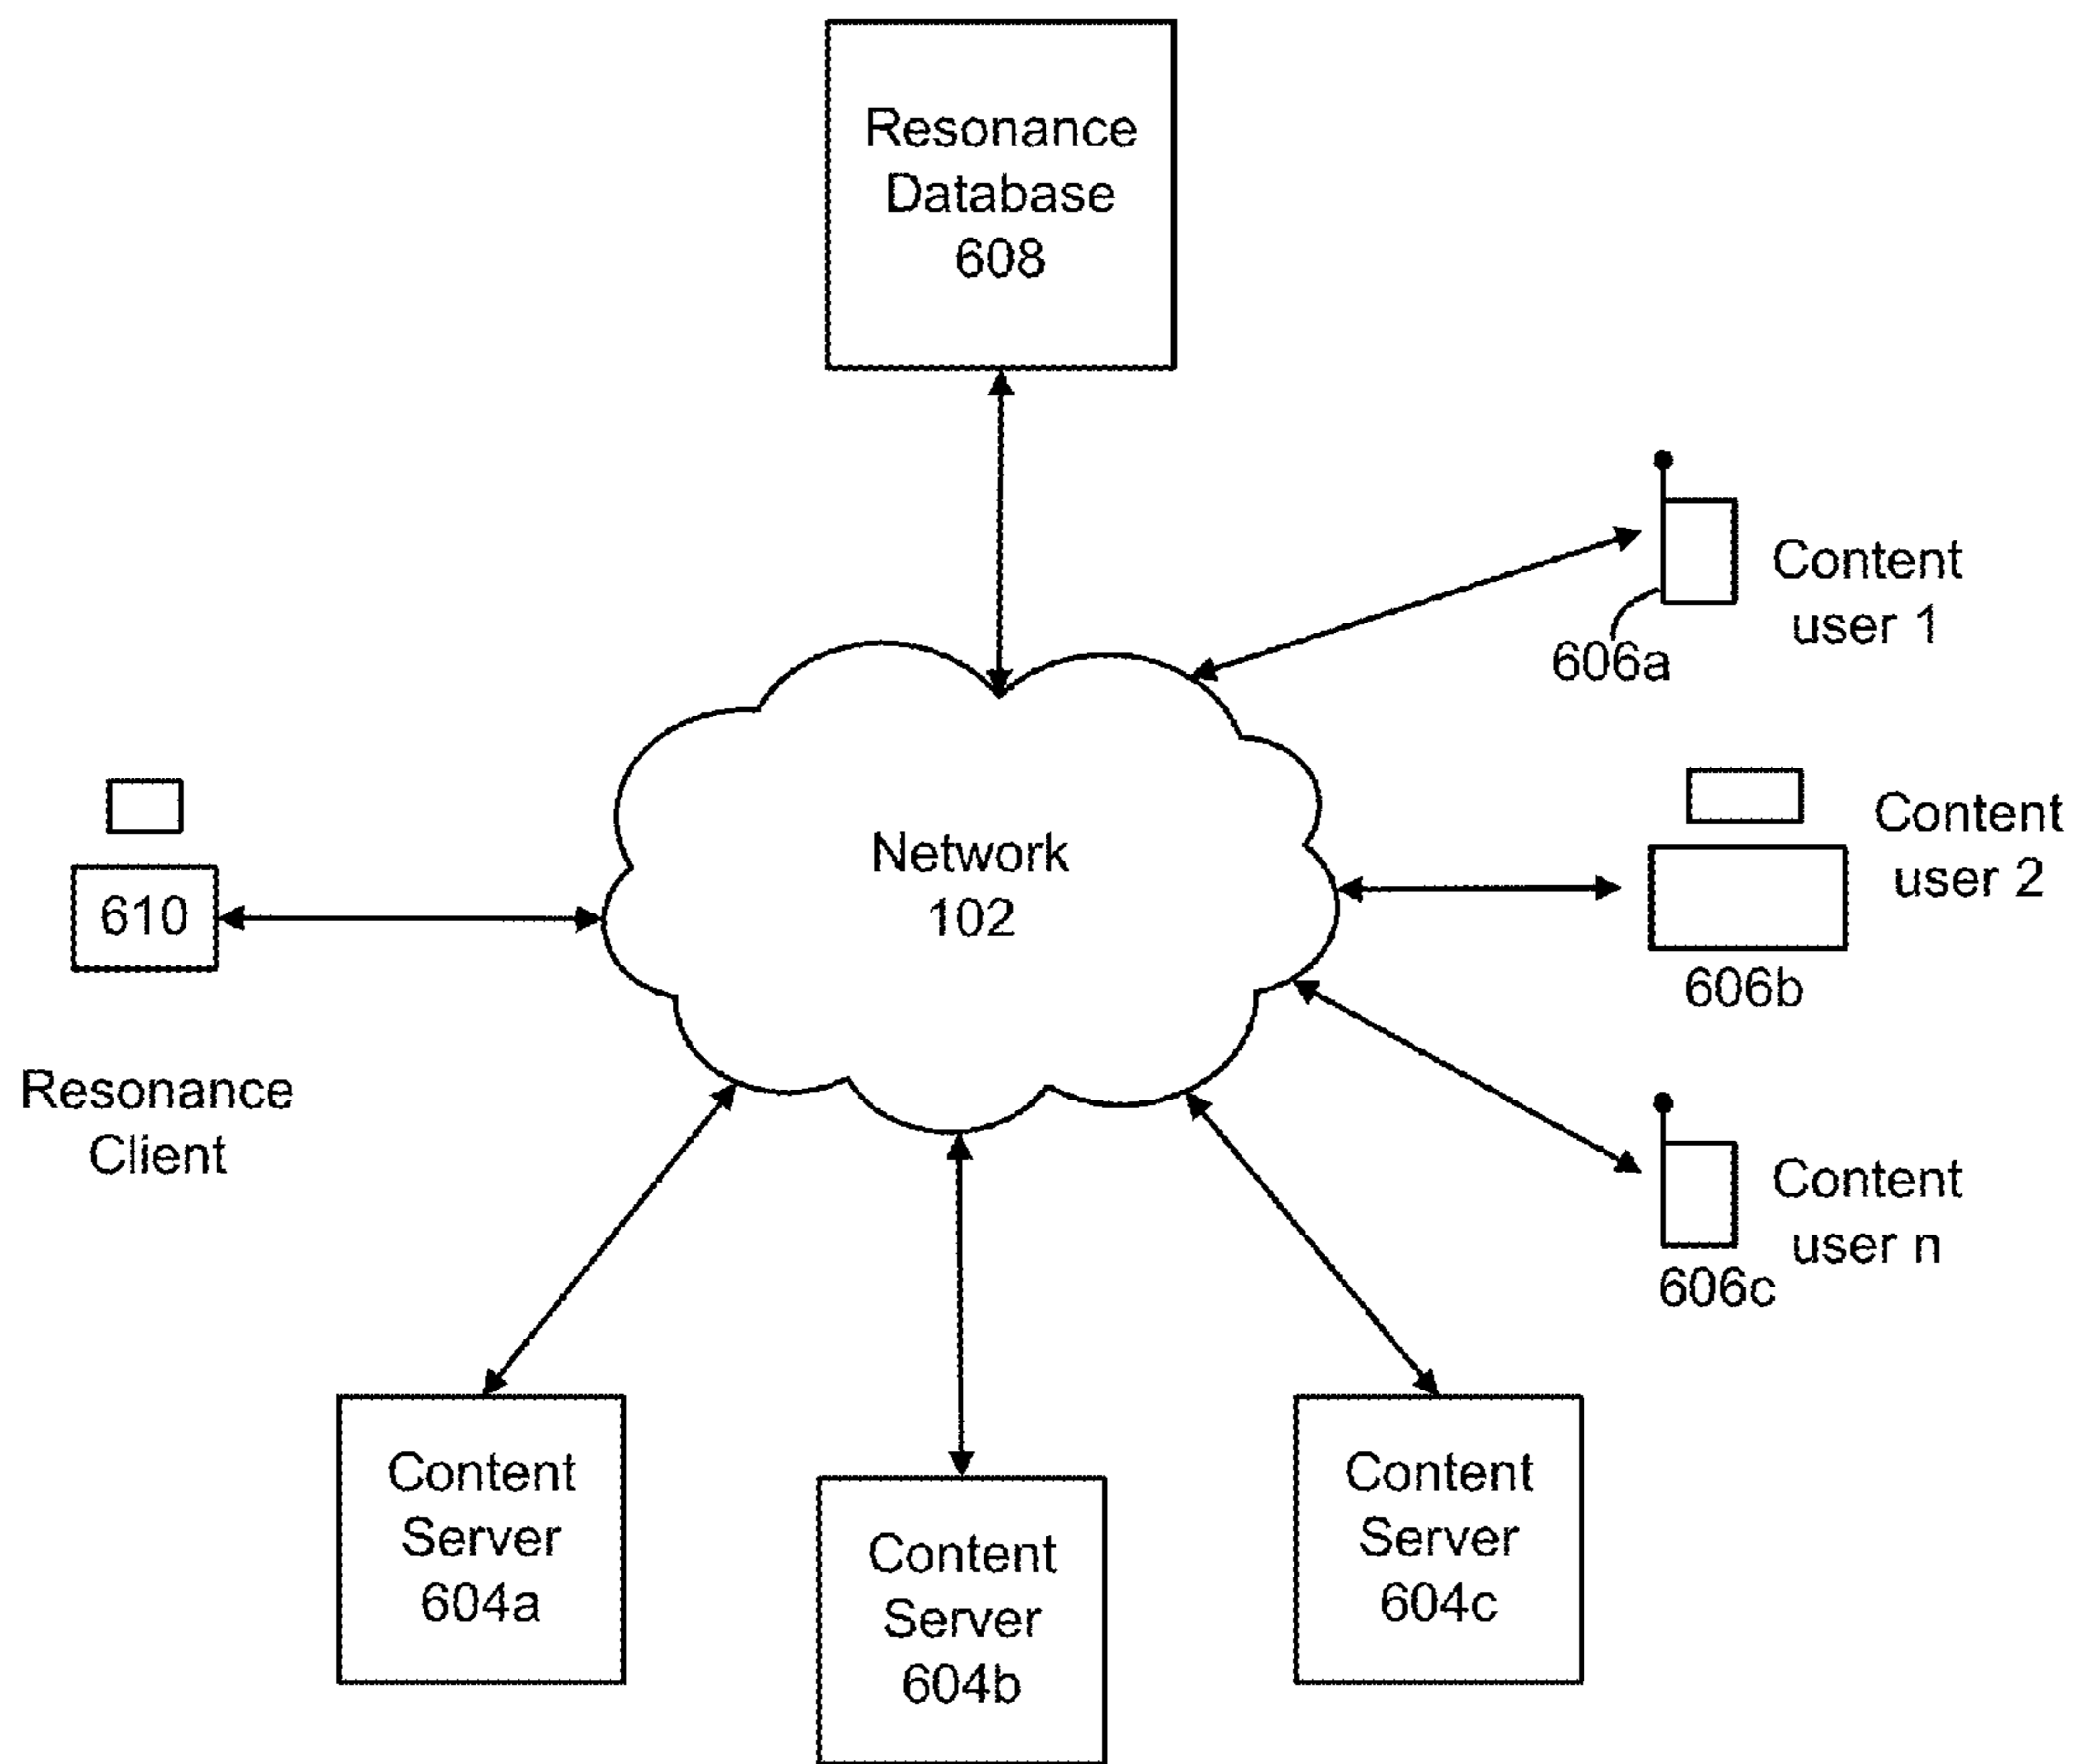 Resonance
Database
608
Content
user 1
606a
Content
user 2
606b
Network
102
610
Resonance
Client
Content
user n
606c
Content
Server
604a
Content
Server
604b
Content
Server
604c